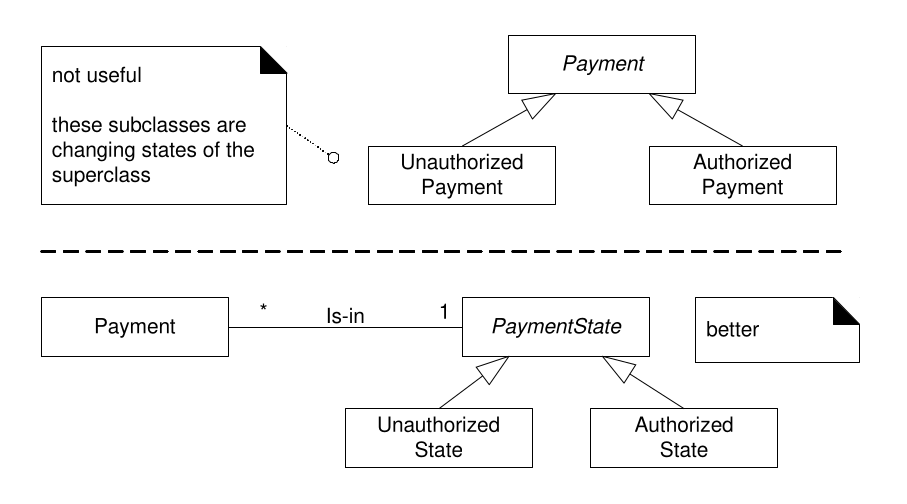 not useful
these subclasses are
changing states of the
superclass
Payment
Unauthorized
Payment
Authorized
Payment
Payment
* Is-in 1
PaymentState
better
Unauthorized
State
Authorized
State